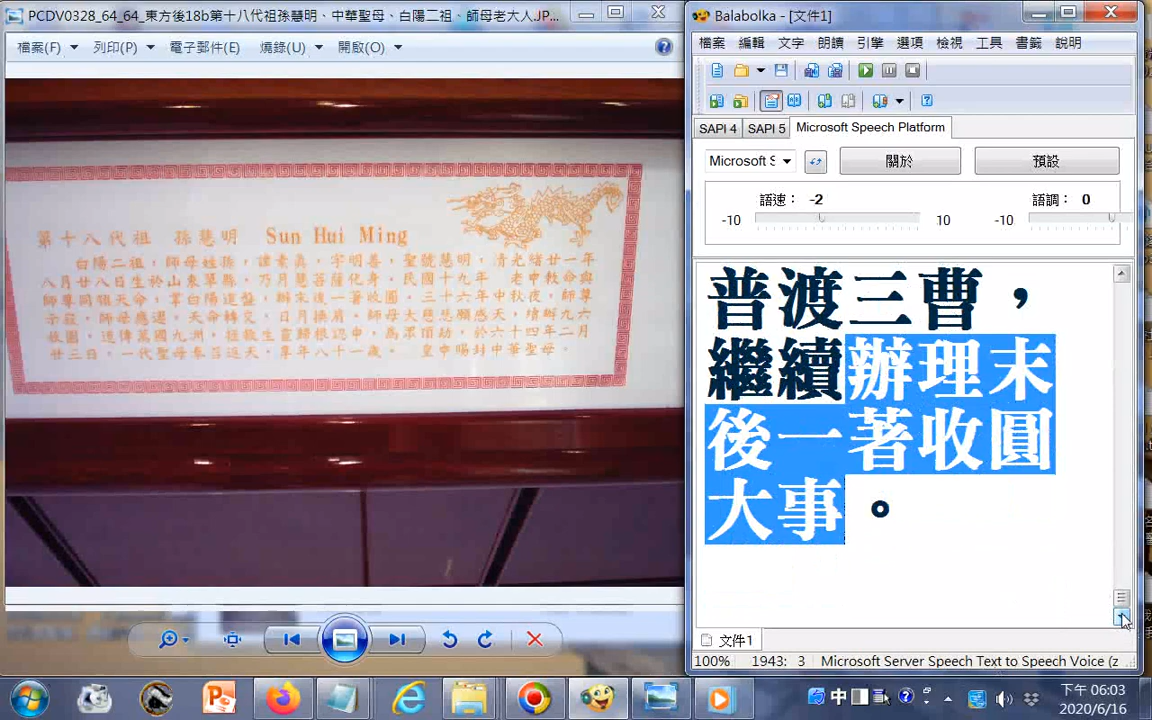 PCDV0328_64_64_東方後18b第十八代祖孫慧明、中華聖母、白陽二祖、師母老大人.JP...
檔案(F) 列印(P) 電子郵件(E) 燒錄(U) 開啟(O)
第十八代祖 孫慧明 Sun Hui Ming
白陽二祖，師母姓孫，諱素真，字明善，聖號慧明，清光緒廿一年
八月廿八日生於山東單縣，乃月慧菩薩化身。民國十九年 老申敕命與
師尊同領天命，掌白陽道盤，辦末後一著收圓。三十六年中秋夜，師尊
示寂，師母應運，天命轉交，日月換肩。師母大慈悲願感天，續辦九六
收圓，道傳萬國九洲，拯救生靈歸根認申，為眾頂劫，於六十四年二月
廿三日，一代聖母奉旨返天，享年八十一歲。 皇申賜封中華聖母。
Balabolka - [文件1]
檔案 編輯 文字 朗讀 引擎 選項 檢視 工具 書籤 說明
SAPI 4 SAPI 5 Microsoft Speech Platform
Microsoft S 關於 預設
語速： -2 語調： 0
-10 10 -10
普渡三曹，
繼續辦理末
後一著收圓
大事。
文件1
100% 1943: 3 Microsoft Server Speech Text to Speech Voice (z
中
下午 06:03
2020/6/16